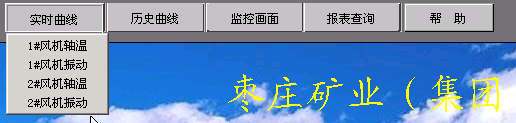 实时曲线 历史曲线 监控画面 报表查询 帮 助
1#风机轴温
1#风机振动
2#风机轴温
2#风机振动
枣庄矿业（集团